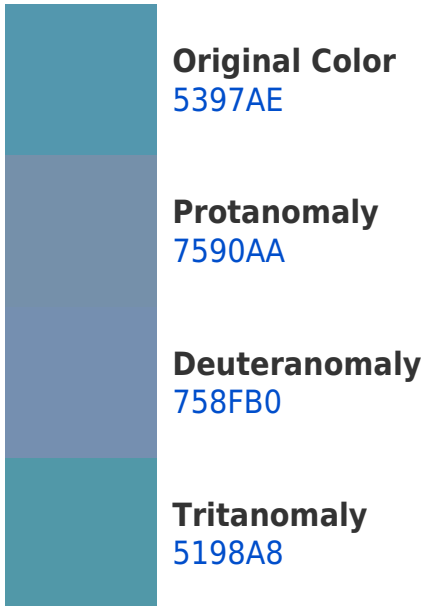 Original Color
5397AE
Protanomaly
7590AA
Deuteranomaly
758FB0
Tritanomaly
5198A8